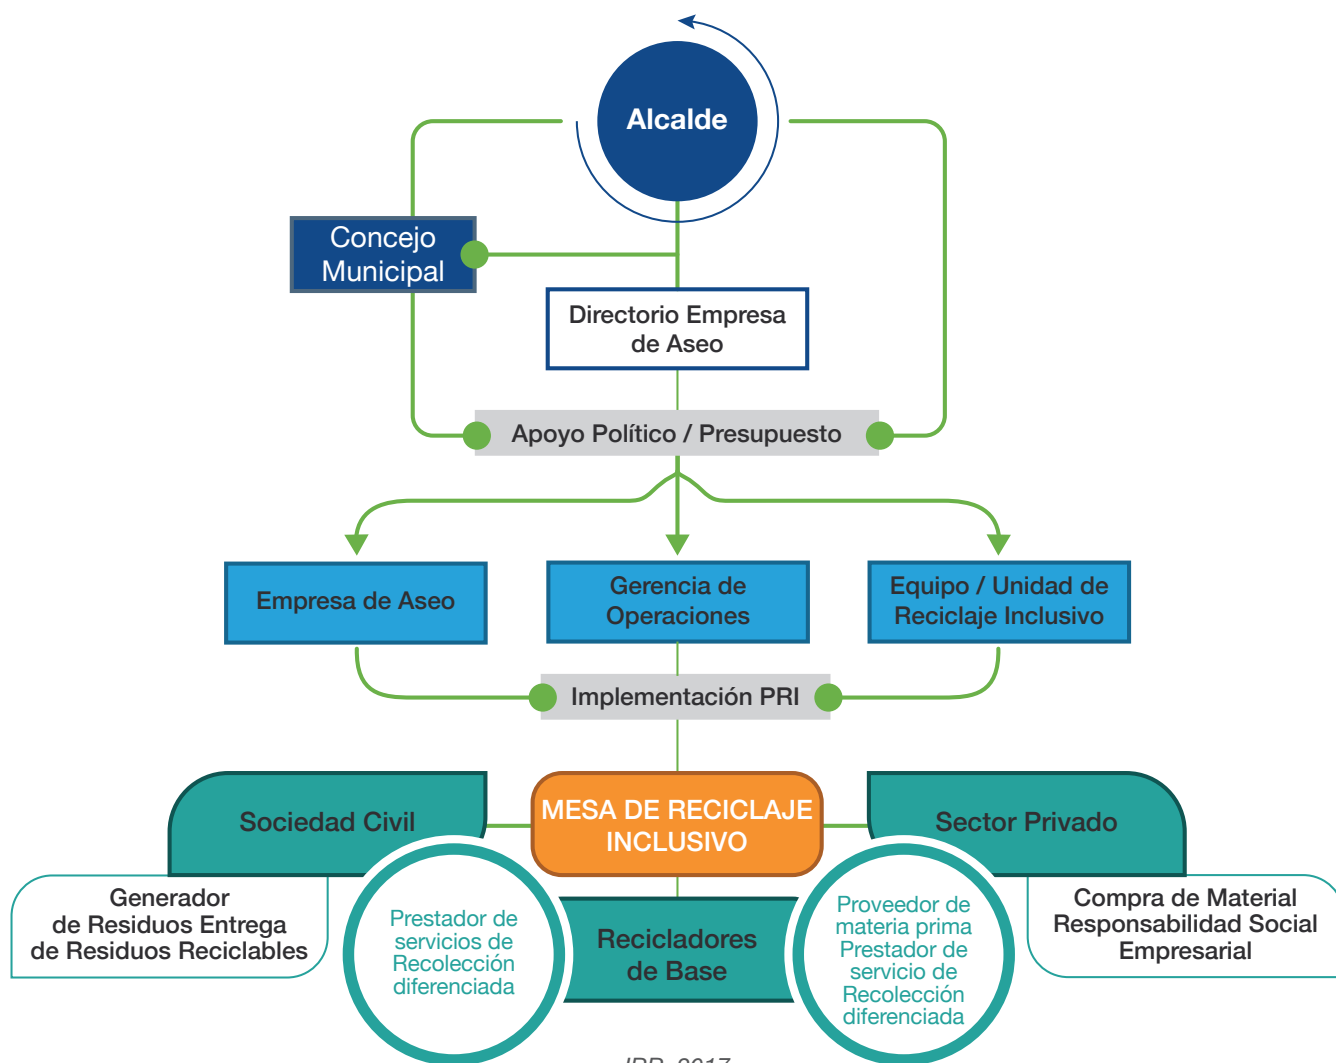 Alcalde
Concejo
Municipal
Directorio Empresa
de Aseo
Apoyo Político / Presupuesto
Empresa de Aseo
Gerencia de
Operaciones
Equipo / Unidad de
Reciclaje Inclusivo
Implementación PRI
Sociedad Civil
MESA DE RECICLAJE
INCLUSIVO
Sector Privado
Generador
de Residuos Entrega
de Residuos Reciclables
Prestador de
servicios de
Recolección
diferenciada
Recicladores
de Base
Proveedor de
materia prima
Prestador de
servicio de
Recolección
diferenciada
Compra de Material
Responsabilidad Social
Empresarial